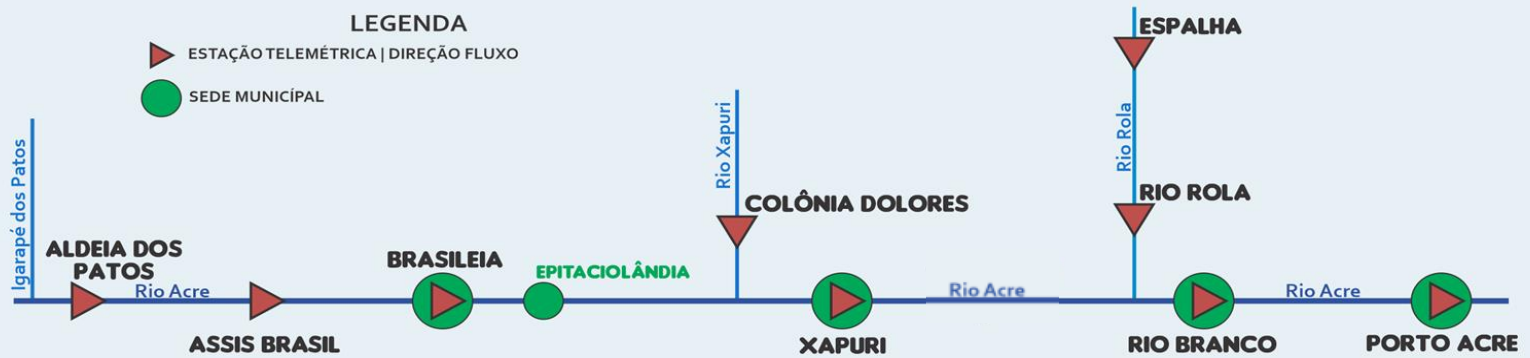 LEGENDA
ESTAÇÃO TELEMÉTRICA | DIREÇÃO FLUXO
SEDE MUNICÍPAL
ESPALHA
Igarapé dos Patos
Rio Xapuri
Rio Rola
COLÔNIA DOLORES
RIO ROLA
ALDEIA DOS
PATOS
BRASILEIA
EPITACIOLÂNDIA
Rio Acre
Rio Acre
Rio Acre
ASSIS BRASIL
XAPURI
RIO BRANCO
PORTO ACRE